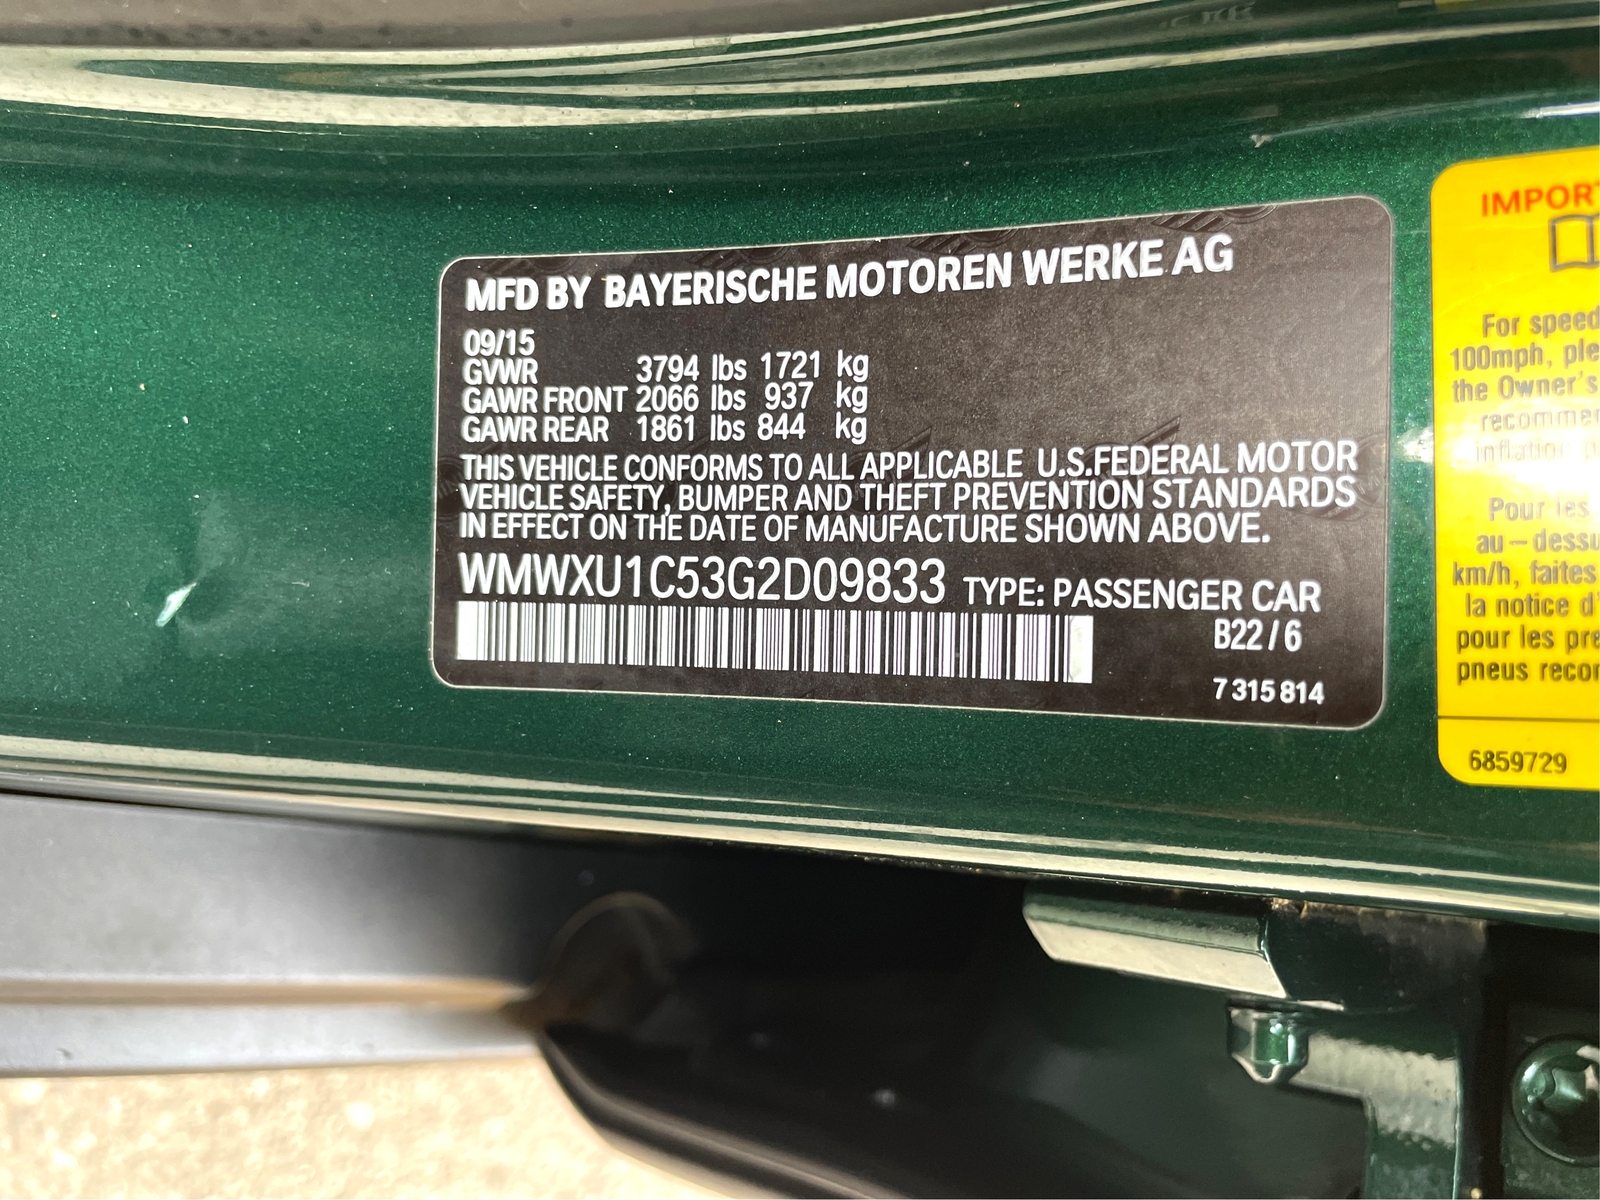 MFD BY BAYERISCHE MOTOREN WERKE AG
09/15
GVWR 3794 lbs 1721 kg
GAWR FRONT 2066 lbs 937 kg
GAWR REAR 1861 lbs 844 kg
THIS VEHICLE CONFORMS TO ALL APPLICABLE U.S.FEDERAL MOTOR
VEHICLE SAFETY, BUMPER AND THEFT PREVENTION STANDARDS
IN EFFECT ON THE DATE OF MANUFACTURE SHOWN ABOVE.
WMWXU1C53G2D09833 TYPE: PASSENGER CAR
B22/6
7 315 814
IMPORT
For speed
100mph, ple
the Owner's
recomme
inflation p
Pour les
au-dessu
km/h, faites
la notice d'
pour les pre
pneus recor
6859729